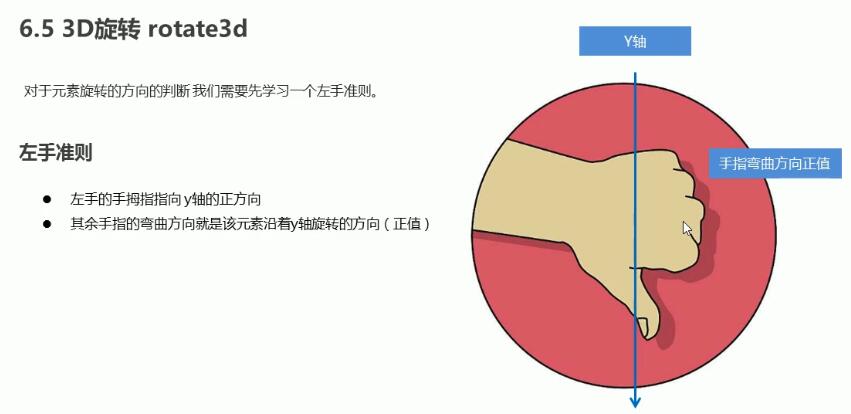 6.5 3D旋转 rotate3d
Y轴
对于元素旋转的方向的判断 我们需要先学习一个左手准则。
左手准则
手指弯曲方向正值
● 左手的手拇指指向 y轴的正方向
● 其余手指的弯曲方向就是该元素沿着y轴旋转的方向（正值）